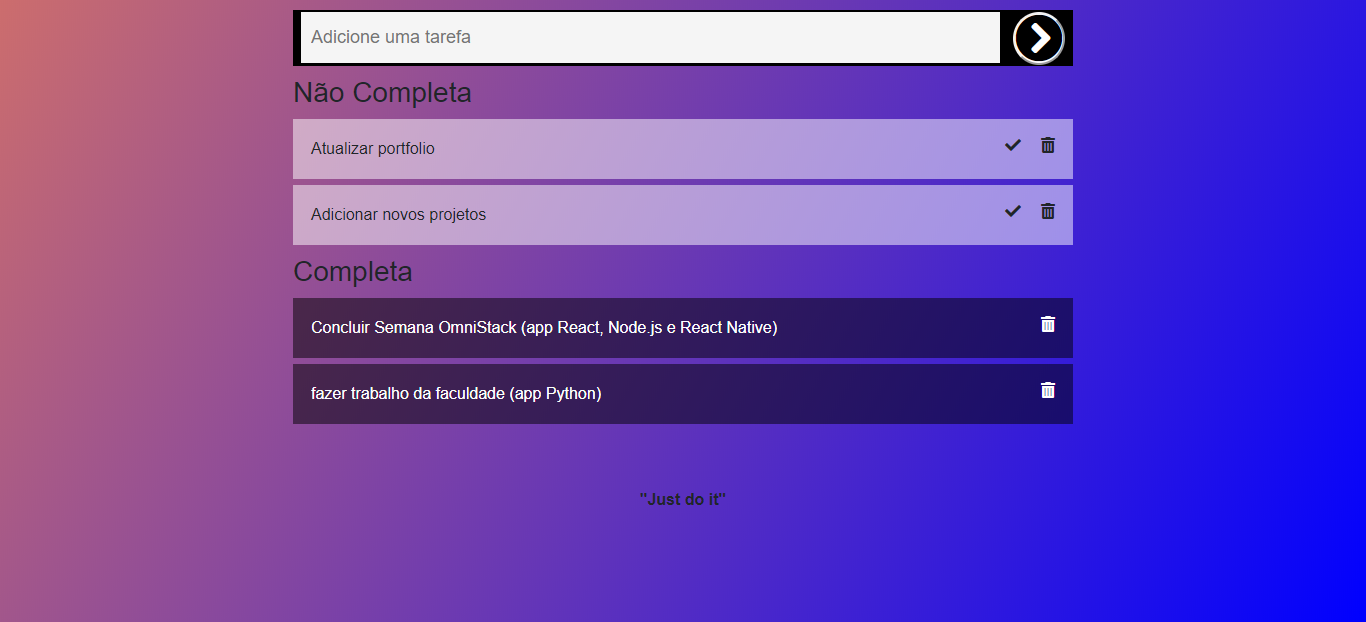 Adicione uma tarefa
Não Completa
Atualizar portfolio
Adicionar novos projetos
Completa
Concluir Semana OmniStack (app React, Node.js e React Native)
fazer trabalho da faculdade (app Python)
"Just do it"